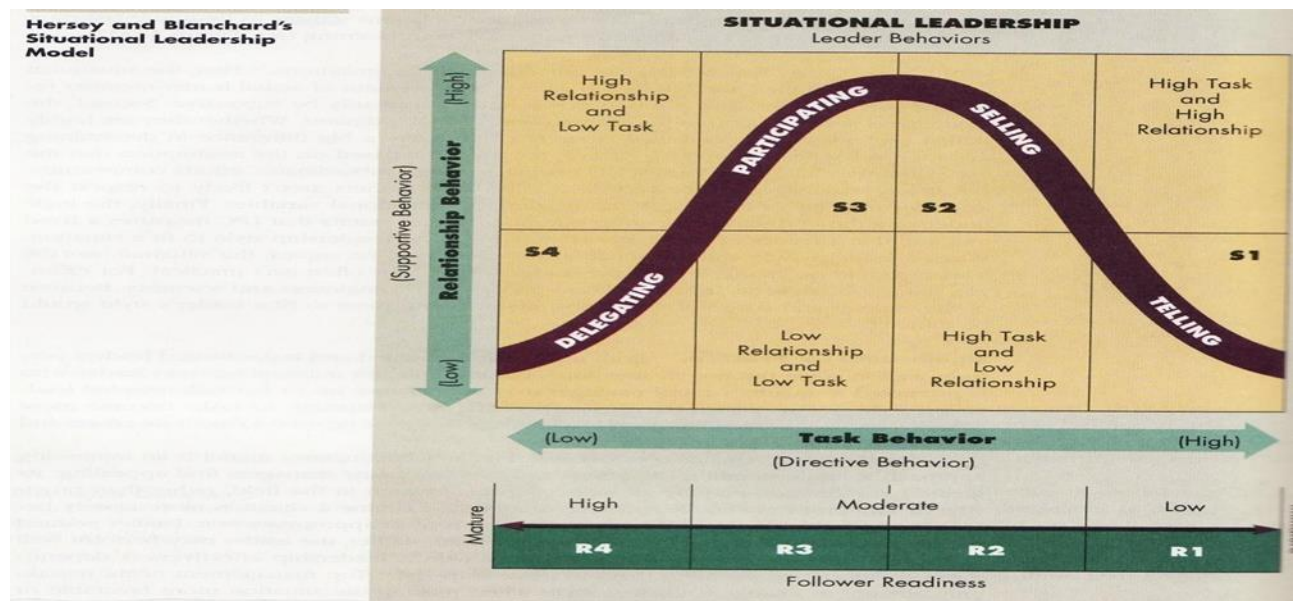 Hersey and Blanchard's
Situational Leadership
Model
SITUATIONAL LEADERSHIP
Leader Behaviors
(Supportive Behavior)
Relationship Behavior
(High)
(Low)
High
Relationship
and
Low Task
PARTICIPATING
SELLING
High Task
and
High
Relationship
S3
S2
S4
S1
DELEGATING
TELLING
Low
Relationship
and
Low Task
High Task
and
Low
Relationship
(Low)
Task Behavior
(High)
(Directive Behavior)
Mature
High
Moderate
Low
R4
R3
R2
R1
Follower Readiness